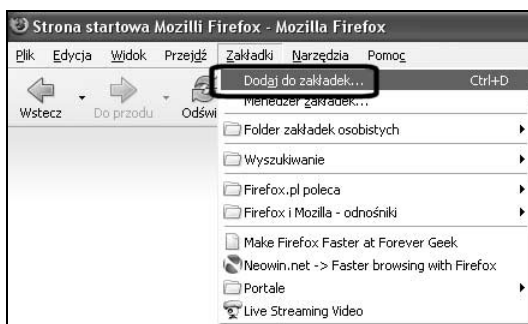 Strona startowa Mozilli Firefox - Mozilla Firefox
Plik Edycja Widok Przejdź Zakładki Narzędzia Pomoc
Dodaj do zakładek... Ctrl+D
Wstecz Do przodu Odświ
Menedżer zakładek...
Folder zakładek osobistych
Wyszukiwanie
Firefox.pl poleca
Firefox i Mozilla - odnośniki
Make Firefox Faster at Forever Geek
Neowin.net -> Faster browsing with Firefox
Portale
Live Streaming Video